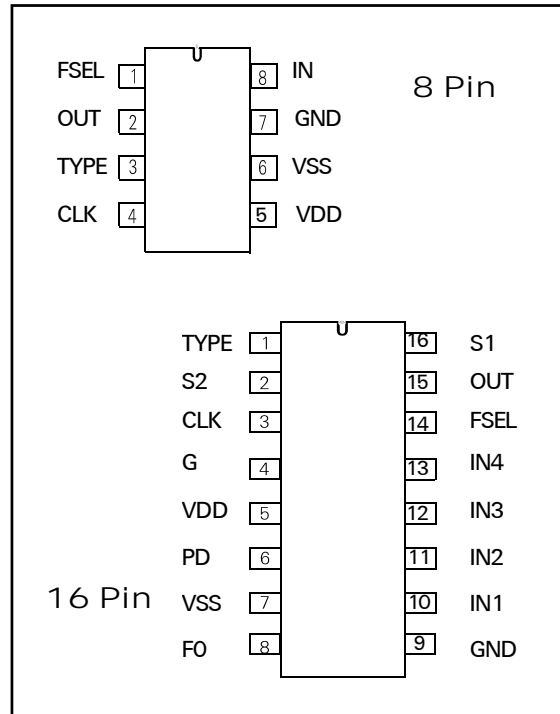 FSEL 1 8 IN
8 Pin
OUT 2 7 GND
TYPE 3 6 VSS
CLK 4 5 VDD
TYPE 1 16 S1
S2 2 15 OUT
CLK 3 14 FSEL
G 4 13 IN4
VDD 5 12 IN3
PD 6 11 IN2
16 Pin
VSS 7 10 IN1
F0 8 9 GND